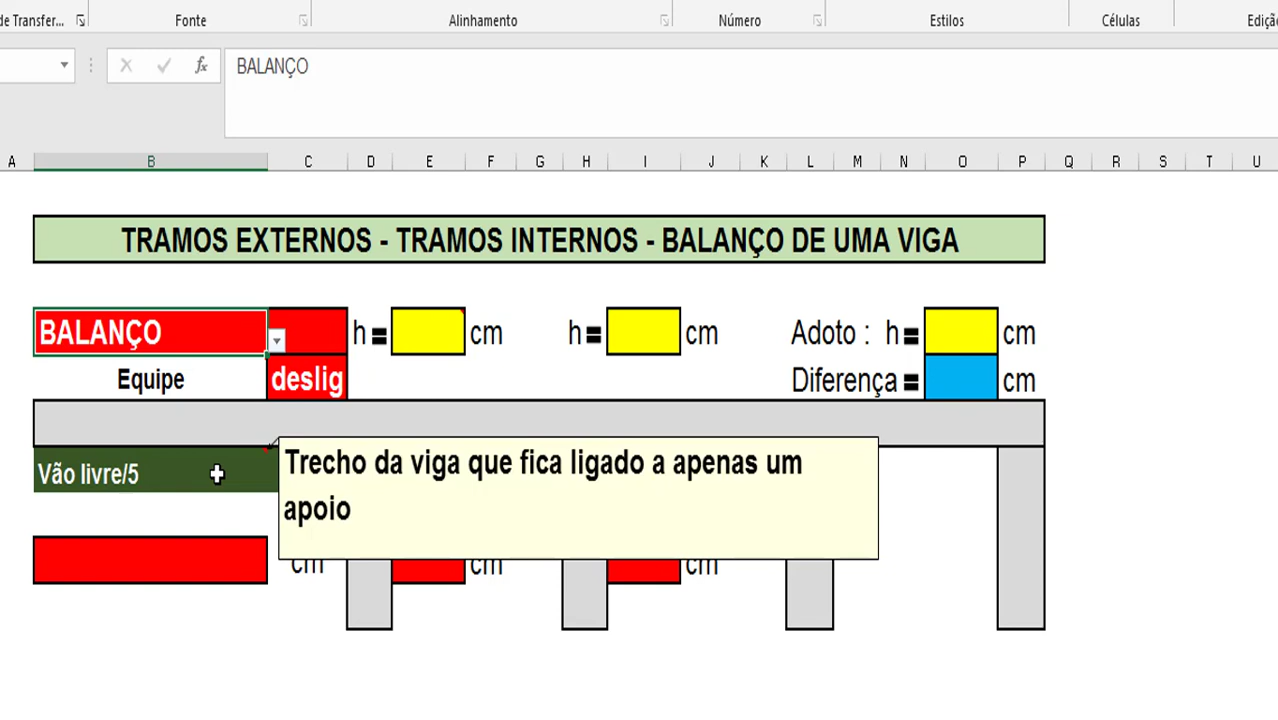 de Transfer... Fonte Alinhamento Número Estilos Células Ediçã
fx BALANÇO
A B C D E F G H I J K L M N O P Q R S T U
TRAMOS EXTERNOS - TRAMOS INTERNOS - BALANÇO DE UMA VIGA
BALANÇO h = cm h = cm Adoto : h = cm
Equipe deslig Diferença = cm
Vão livre/5
Trecho da viga que fica ligado a apenas um
apoio
cm cm cm